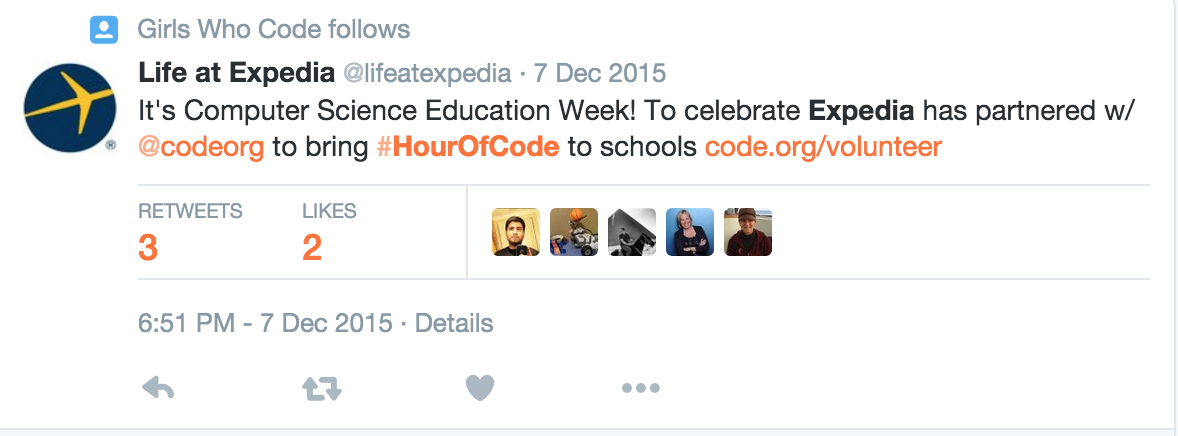 Girls Who Code follows
Life at Expedia @lifeatexpedia · 7 Dec 2015
It's Computer Science Education Week! To celebrate Expedia has partnered w/
@codeorg to bring #HourOfCode to schools code.org/volunteer
RETWEETS LIKES
3 2
6:51 PM - 7 Dec 2015 · Details